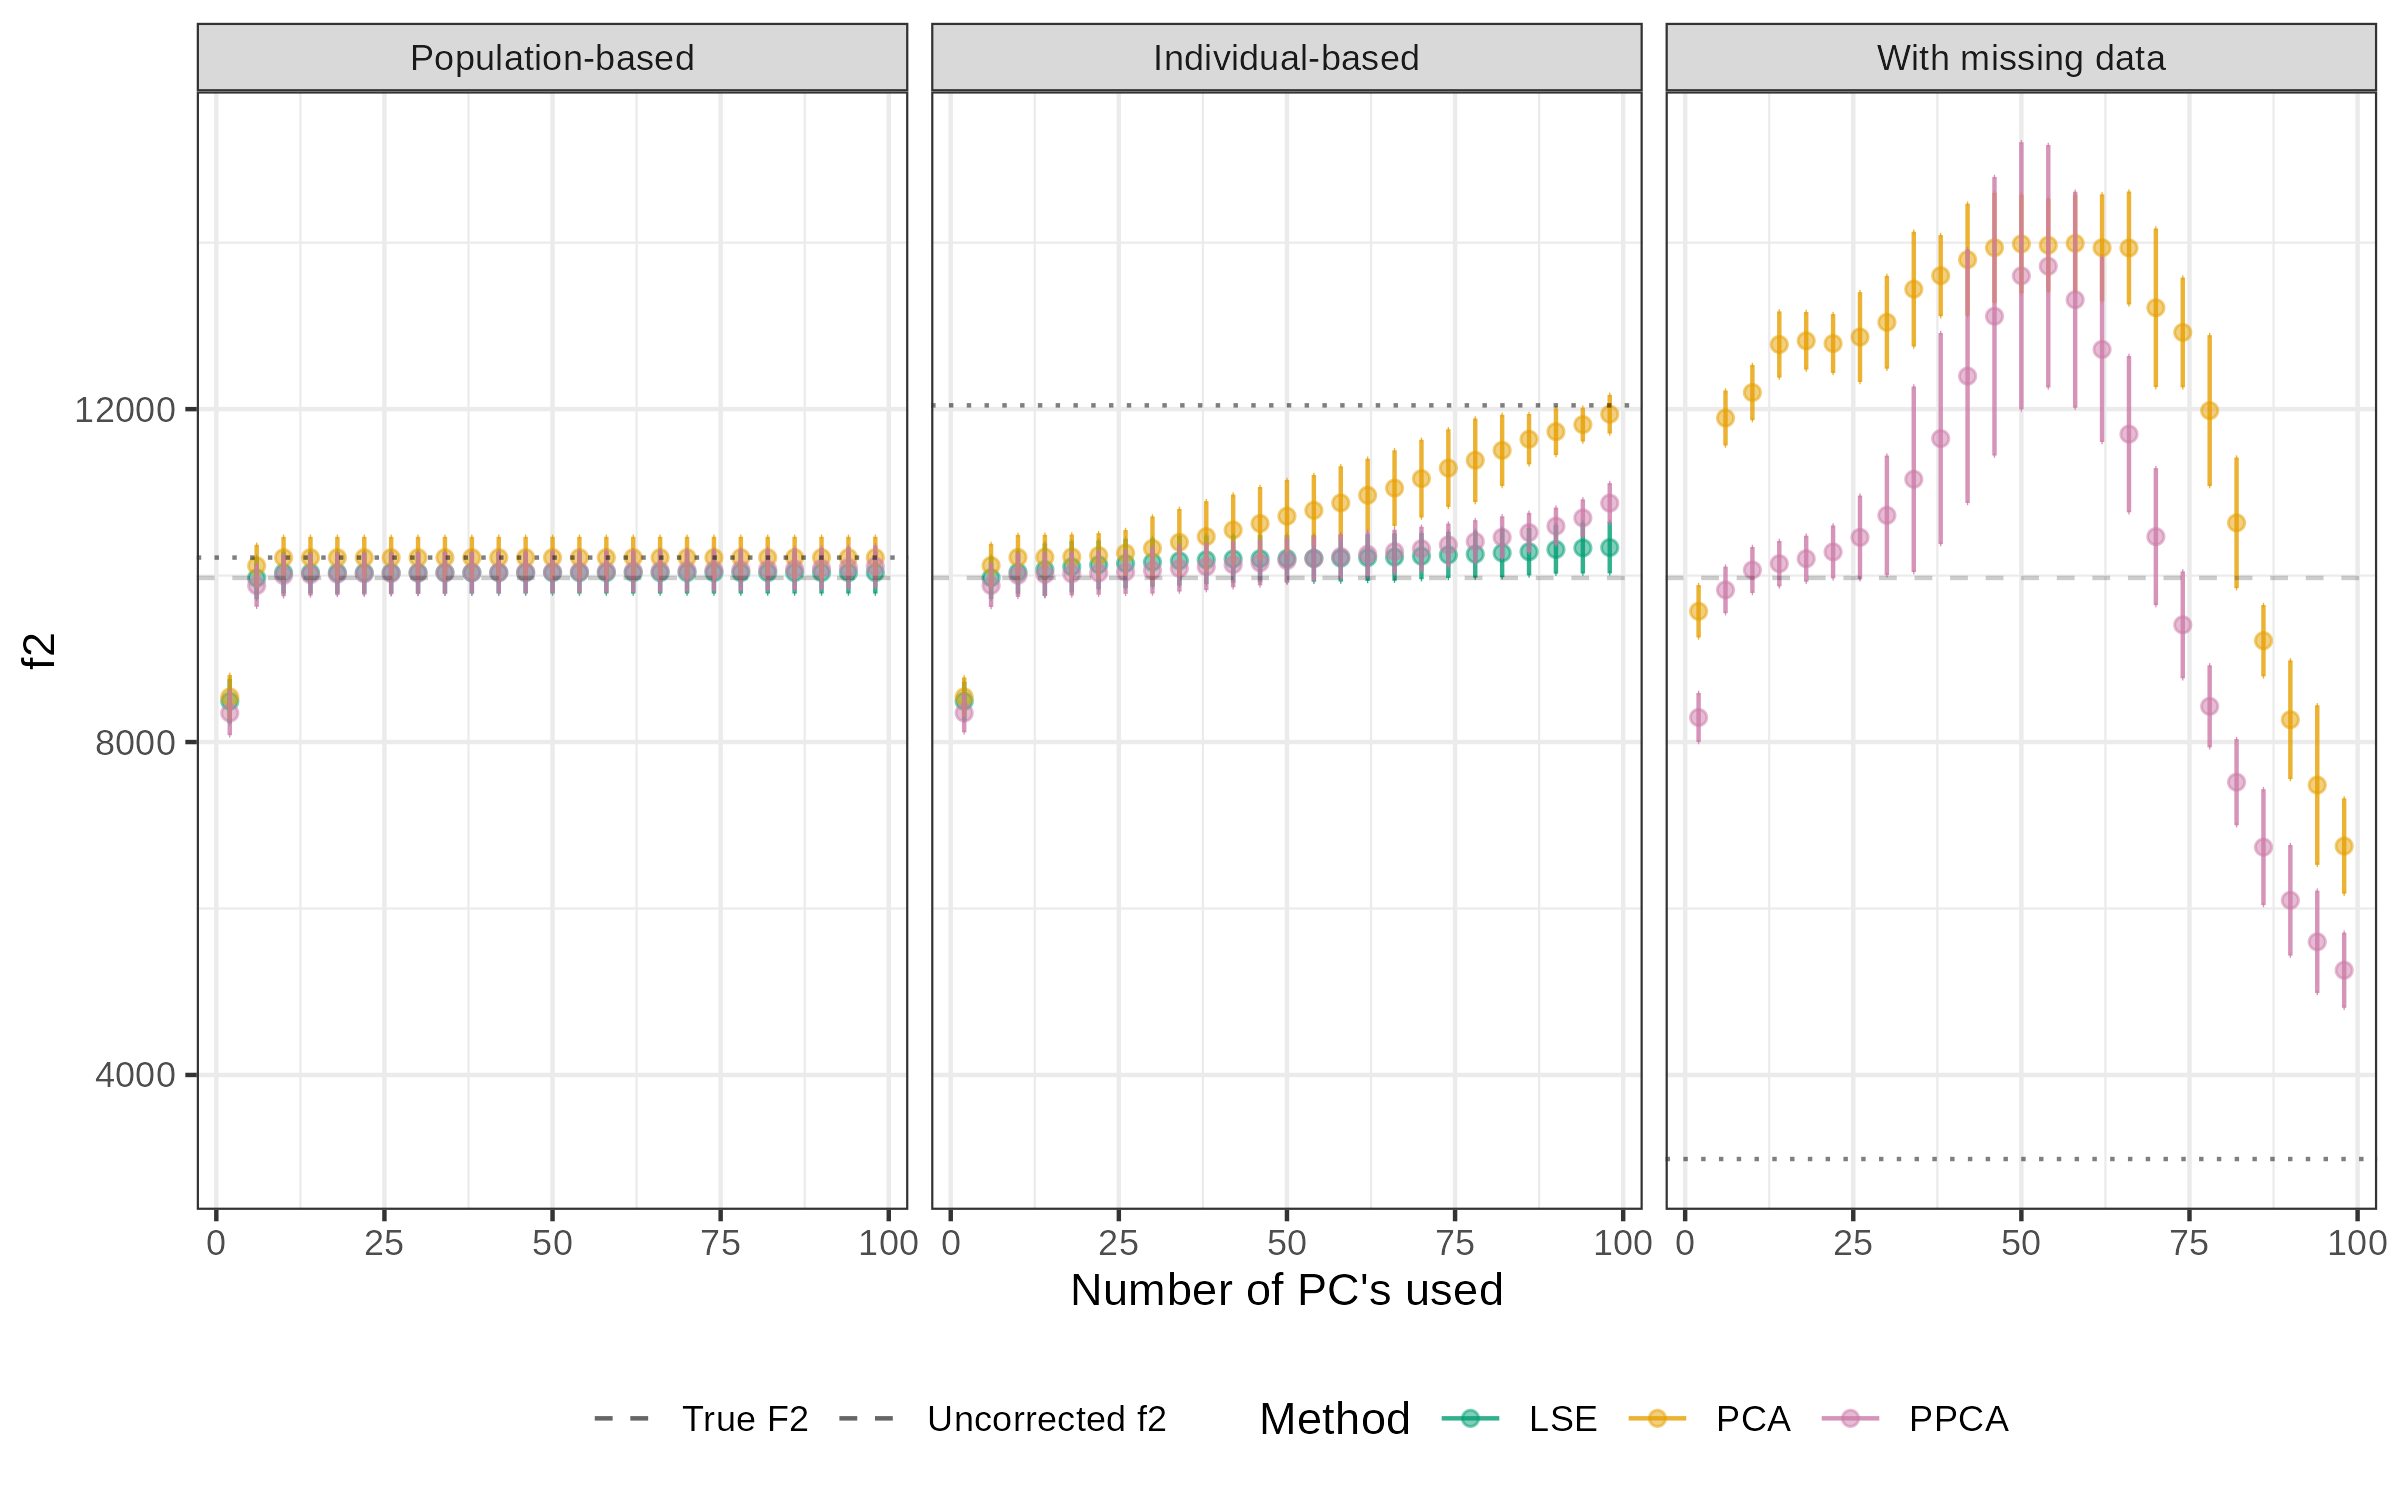 Population-based
Individual-based
With missing data
f2
12000
8000
4000
0 25 50 75 100
0 25 50 75 100
0 25 50 75 100
Number of PC's used
True F2 Uncorrected f2 Method LSE PCA PPCA